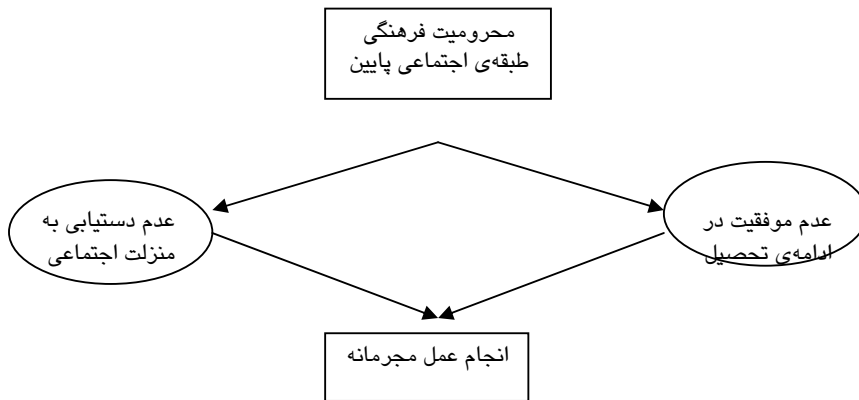 محرومیت فرهنگی
طبقه‌ی اجتماعی پایین
عدم موفقیت در
ادامه‌ی تحصیل
عدم دستیابی به
منزلت اجتماعی
انجام عمل مجرمانه